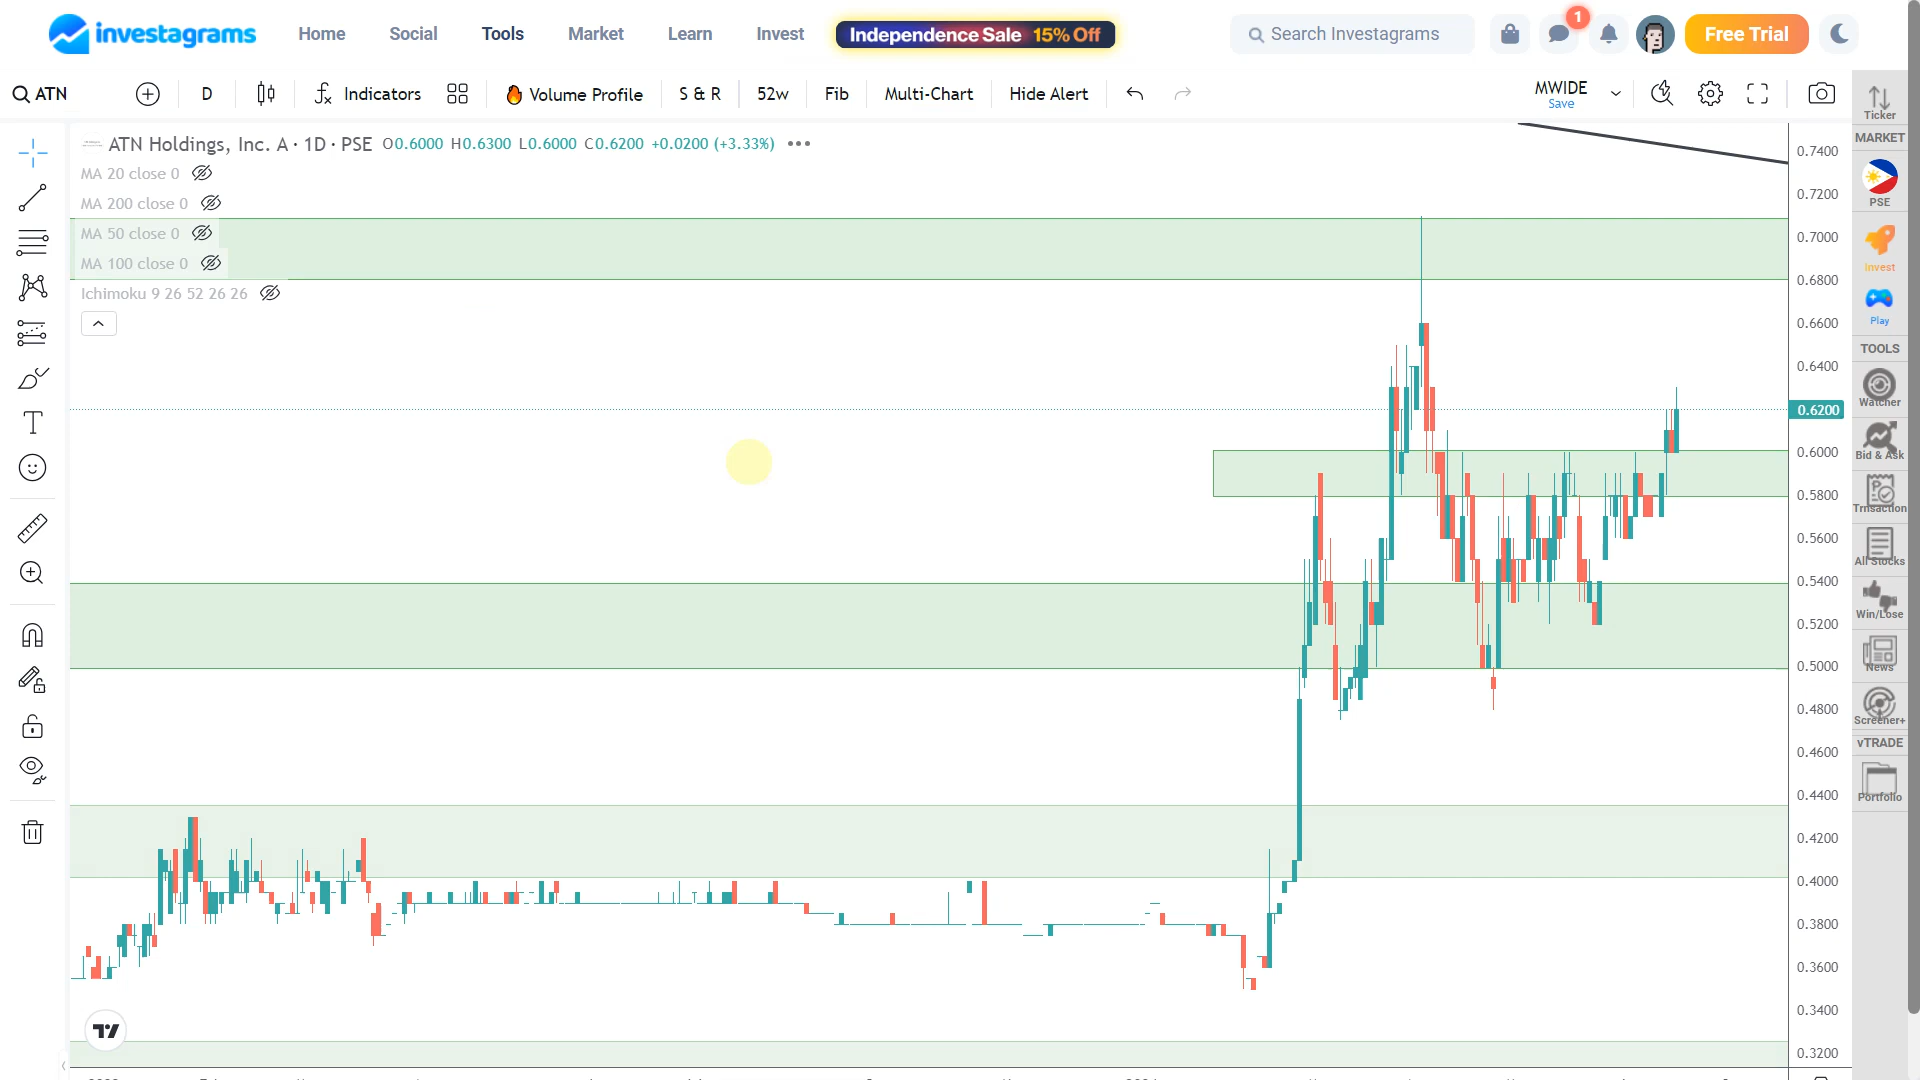 investagrams
Home
Social
Tools
Market
Learn
Invest
Independence Sale 15% Off
Search Investagrams
1
Free Trial
ATN
D
Indicators
Volume Profile
S & R
52w
Fib
Multi-Chart
Hide Alert
MWIDE
Save
ATN Holdings, Inc. A · 1D · PSE O0.6000 H0.6300 L0.6000 C0.6200 +0.0200 (+3.33%)
MA 20 close 0
MA 200 close 0
MA 50 close 0
MA 100 close 0
Ichimoku 9 26 52 26 26
0.7400
0.7200
0.7000
0.6800
0.6600
0.6400
0.6200
0.6000
0.5800
0.5600
0.5400
0.5200
0.5000
0.4800
0.4600
0.4400
0.4200
0.4000
0.3800
0.3600
0.3400
0.3200
Ticker
MARKET
PSE
Invest
Play
TOOLS
Watcher
Bid & Ask
Trnsaction
All Stocks
Win/Lose
News
Screener+
vTRADE
Portfolio